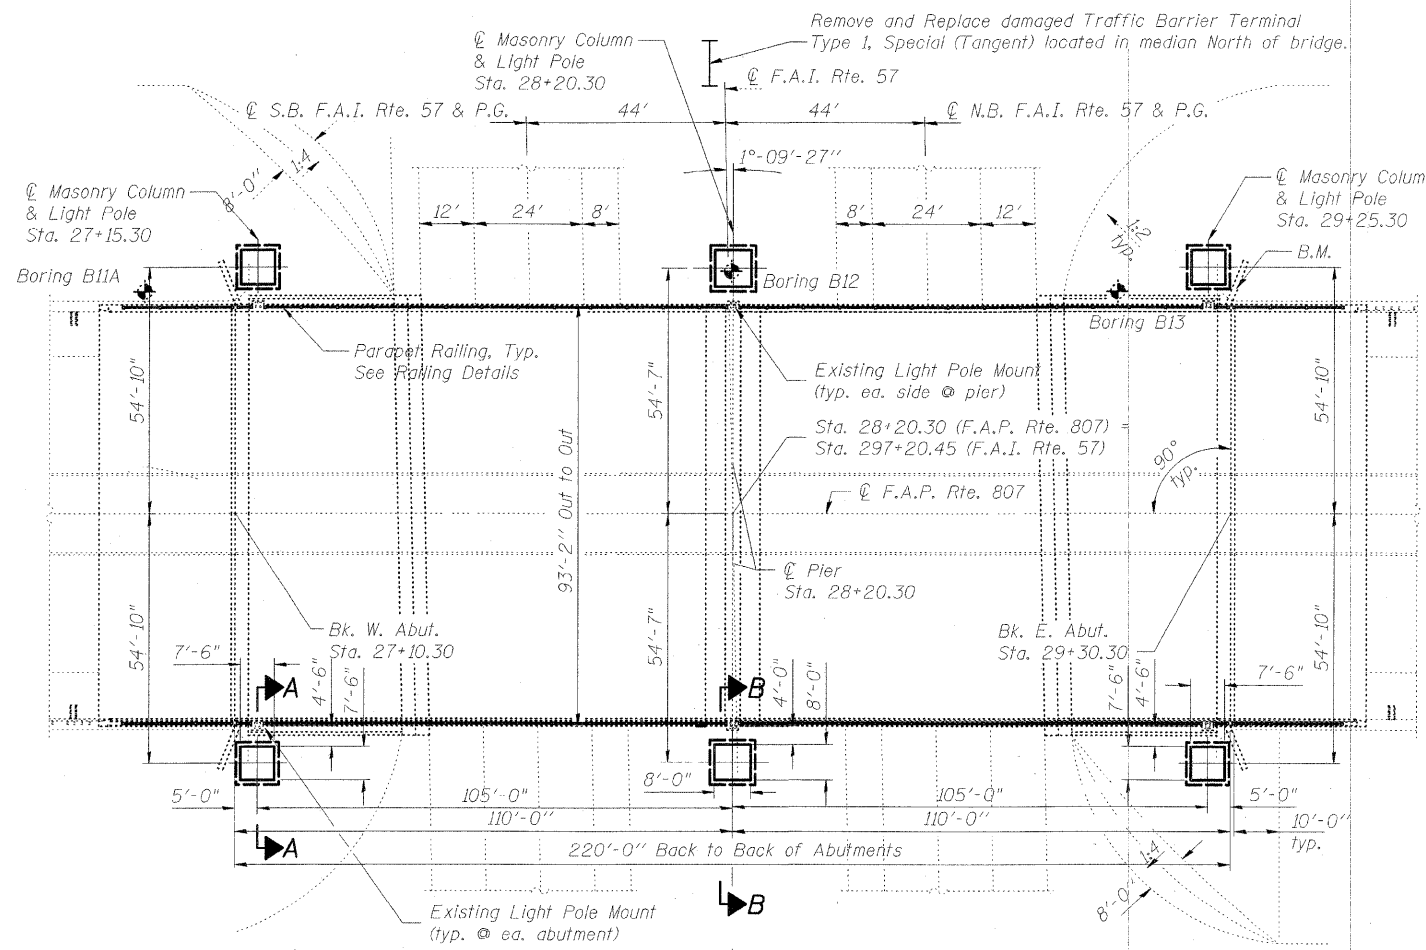 Remove and Replace damaged Traffic Barrier Terminal
Type 1, Special (Tangent) located in median North of bridge.
℄ Masonry Column
& Light Pole
Sta. 28+20.30
℄ F.A.I. Rte. 57
℄ S.B. F.A.I. Rte. 57 & P.G.
44'
44'
℄ N.B. F.A.I. Rte. 57 & P.G.
1°-09'-27"
8'-0"
1:4
℄ Masonry Column
& Light Pole
Sta. 27+15.30
℄ Masonry Colum
& Light Pole
Sta. 29+25.30
12'
24'
8'
8'
24'
12'
1:2
typ.
B.M.
Boring B11A
Boring B12
Boring B13
Parapet Railing, Typ.
See Railing Details
Existing Light Pole Mount
(typ. ea. side @ pier)
54'-10"
54'-7"
54'-10"
Sta. 28+20.30 (F.A.P. Rte. 807) =
Sta. 297+20.45 (F.A.I. Rte. 57)
93'-2" Out to Out
90°
typ.
℄ F.A.P. Rte. 807
℄ Pier
Sta. 28+20.30
54'-10"
54'-7"
54'-10"
Bk. W. Abut.
Sta. 27+10.30
Bk. E. Abut.
Sta. 29+30.30
7'-6"
A
4'-6"
7'-6"
B
4'-0"
8'-0"
7'-6"
4'-6"
7'-6"
8'-0"
5'-0"
105'-0"
105'-0"
5'-0"
110'-0"
110'-0"
10'-0"
typ.
A
220'-0" Back to Back of Abutments
1:4
8'-0"
B
Existing Light Pole Mount
(typ. @ ea. abutment)